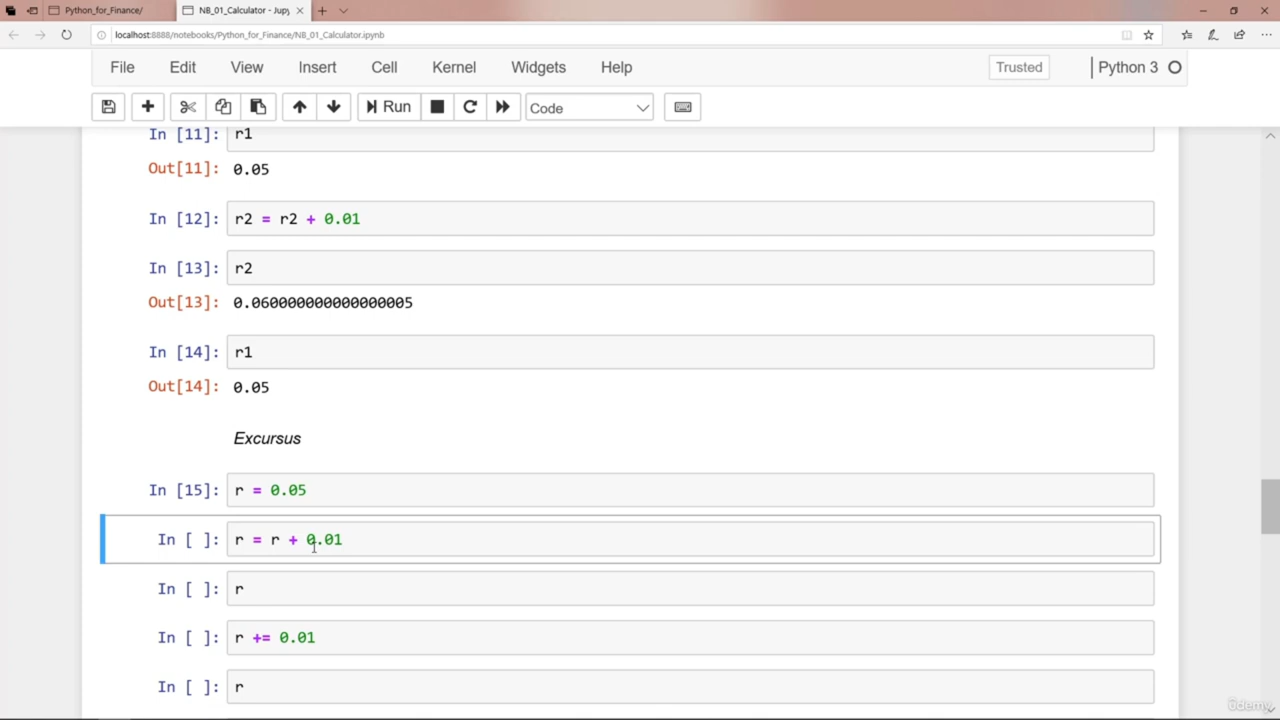 Python_for_Finance/
NB_01_Calculator - Jupy
localhost:8888/notebooks/Python_for_Finance/NB_01_Calculator.ipynb
File Edit View Insert Cell Kernel Widgets Help Trusted Python 3
Run Code
In [11]: r1
Out[11]: 0.05
In [12]: r2 = r2 + 0.01
In [13]: r2
Out[13]: 0.060000000000000005
In [14]: r1
Out[14]: 0.05
Excursus
In [15]: r = 0.05
In [ ]: r = r + 0.01
In [ ]: r
In [ ]: r += 0.01
In [ ]: r
Udemy